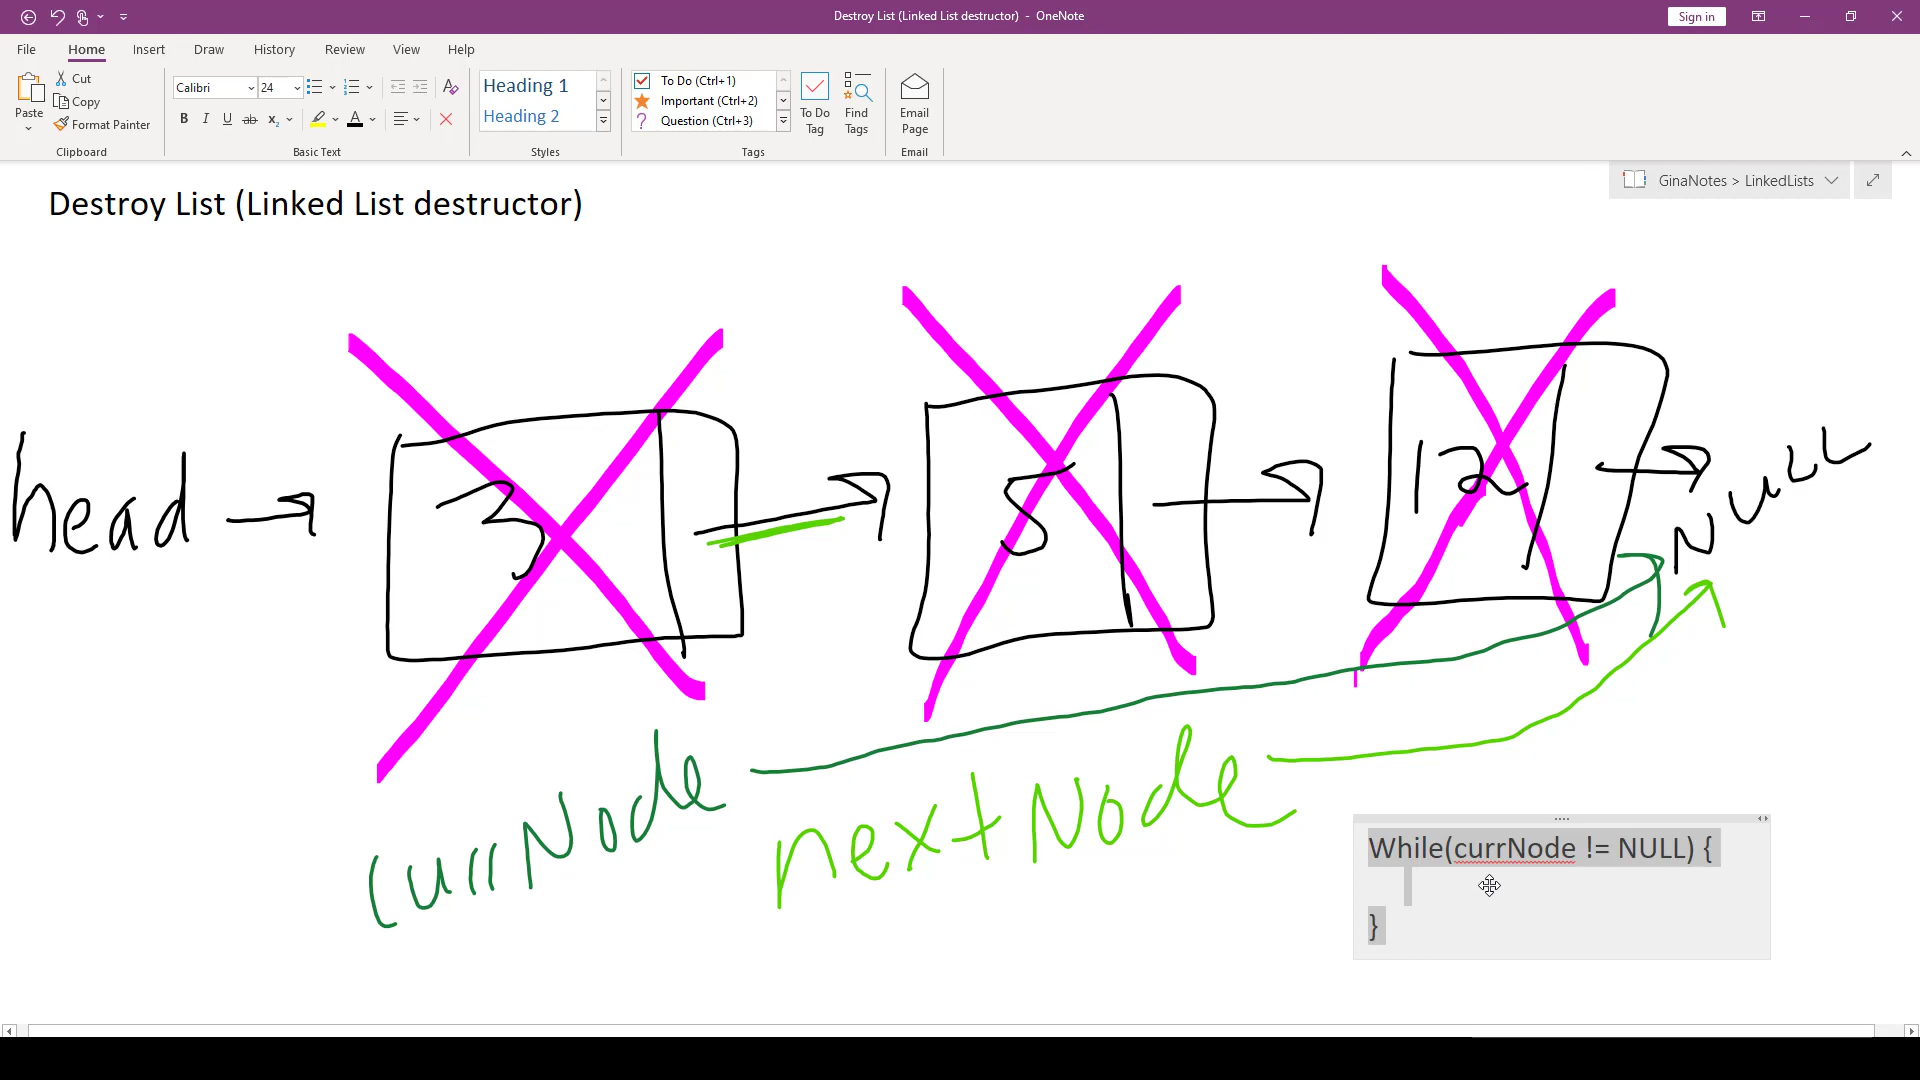 Destroy List (Linked List destructor) - OneNote
Sign in
File Home Insert Draw History Review View Help
Paste
Cut
Copy
Format Painter
Clipboard
Calibri 24
B I U ab x₂ A
Basic Text
Heading 1
Heading 2
Styles
To Do (Ctrl+1)
Important (Ctrl+2)
Question (Ctrl+3)
To Do Tag
Find Tags
Tags
Email Page
Email
GinaNotes > LinkedLists
Destroy List (Linked List destructor)
head 3 8 12 NULL
currNode nextNode
While(currNode != NULL) {
}